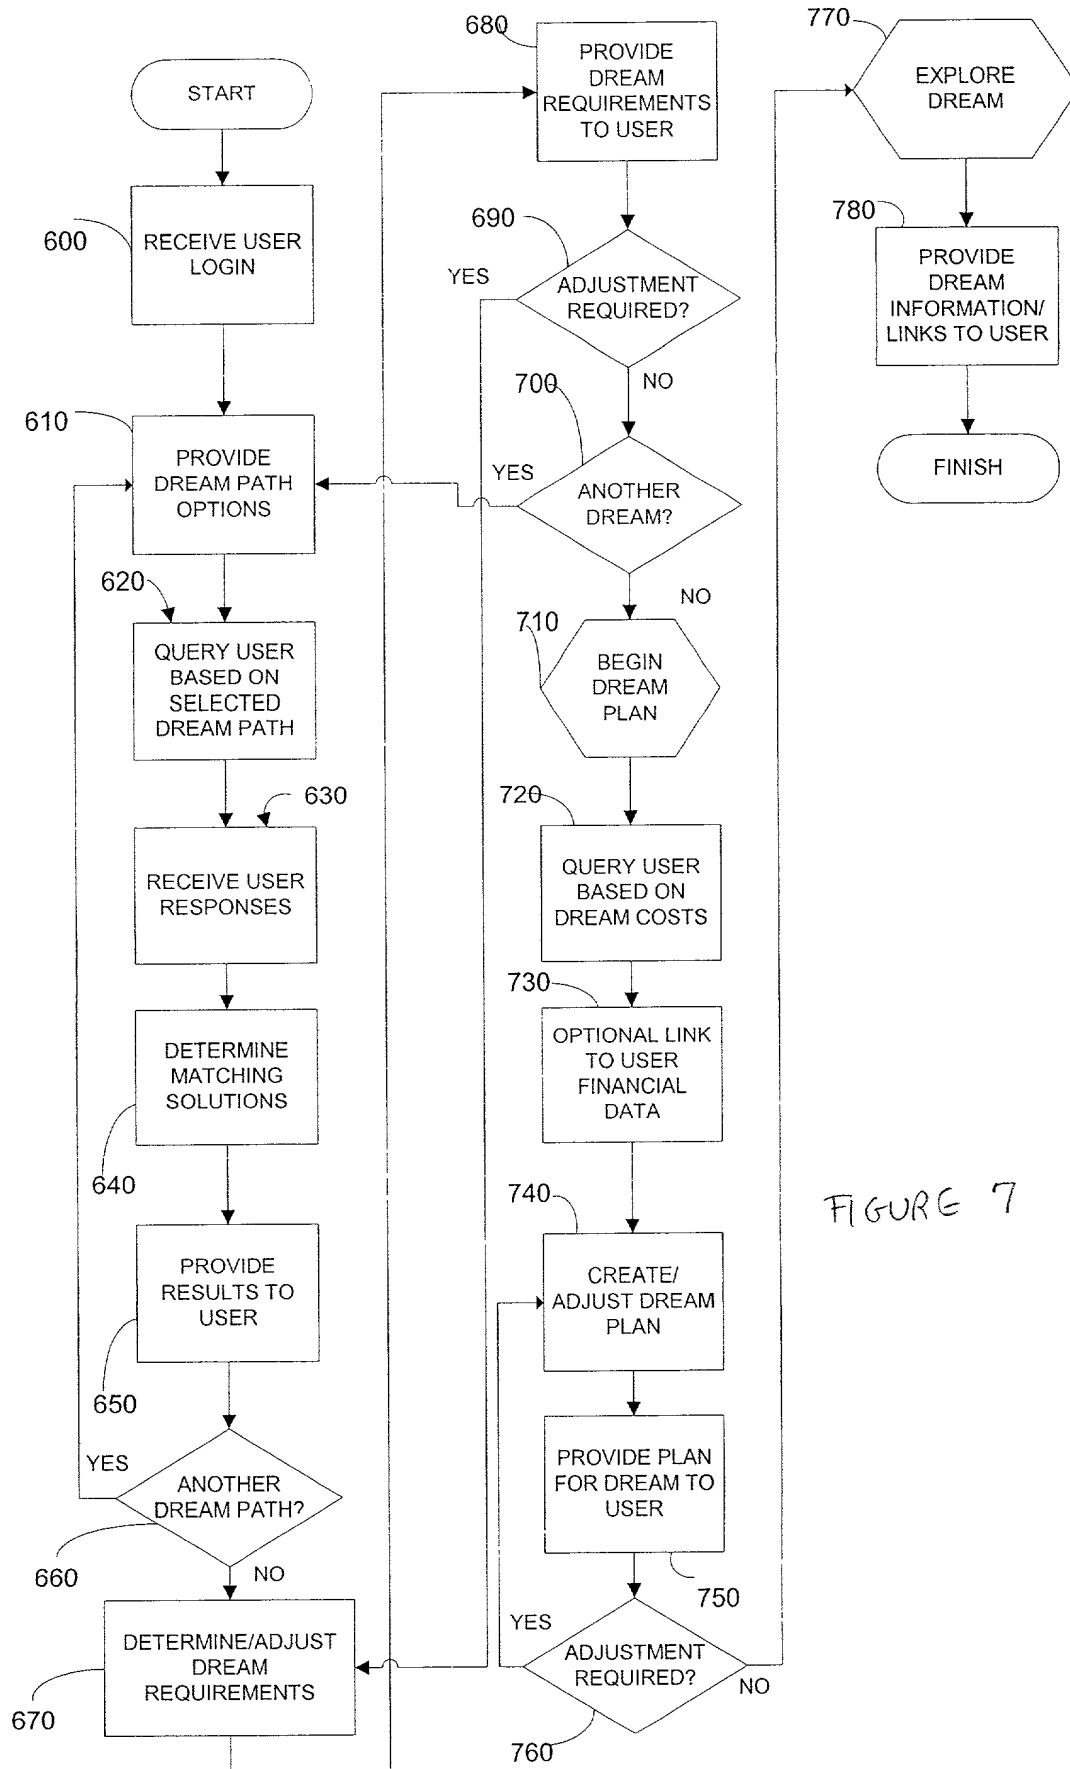 START
600
RECEIVE USER
LOGIN
610
PROVIDE
DREAM PATH
OPTIONS
620
QUERY USER
BASED ON
SELECTED
DREAM PATH
630
RECEIVE USER
RESPONSES
DETERMINE
MATCHING
SOLUTIONS
640
PROVIDE
RESULTS TO
USER
650
YES
ANOTHER
DREAM PATH?
660
NO
DETERMINE/ADJUST
DREAM
REQUIREMENTS
670
680
PROVIDE
DREAM
REQUIREMENTS
TO USER
690
YES
ADJUSTMENT
REQUIRED?
NO
700
YES
ANOTHER
DREAM?
NO
710
BEGIN
DREAM
PLAN
720
QUERY USER
BASED ON
DREAM COSTS
730
OPTIONAL LINK
TO USER
FINANCIAL
DATA
740
CREATE/
ADJUST DREAM
PLAN
PROVIDE PLAN
FOR DREAM TO
USER
750
YES
ADJUSTMENT
REQUIRED?
NO
760
770
EXPLORE
DREAM
780
PROVIDE
DREAM
INFORMATION/
LINKS TO USER
FINISH
FIGURE 7